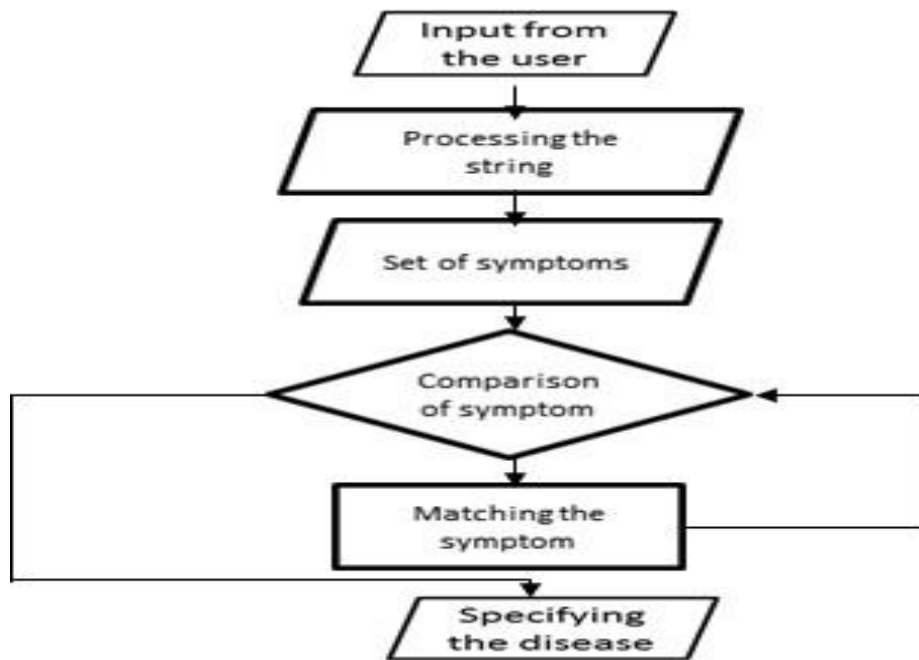 Input from
the user
Processing the
string
Set of symptoms
Comparison
of symptom
Matching the
symptom
Specifying
the disease